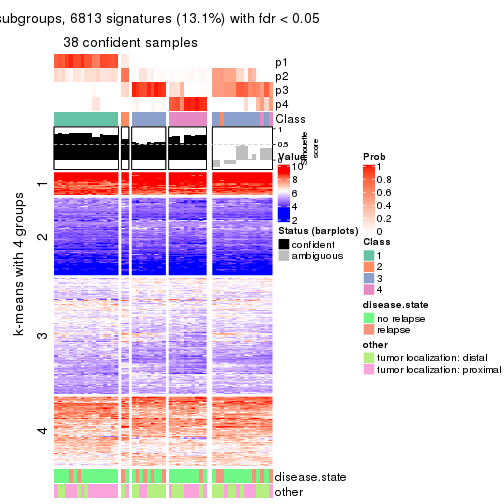 subgroups, 6813 signatures (13.1%) with fdr < 0.05
38 confident samples
p1
p2
p3
p4
Class
1
0.5
0
Silhouette
score
k-means with 4 groups
1
2
3
4
Value
10
8
6
4
2
Status (barplots)
confident
ambiguous
Prob
1
0.8
0.6
0.4
0.2
0
Class
1
2
3
4
disease.state
no relapse
relapse
other
tumor localization: distal
tumor localization: proximal
disease.state
other